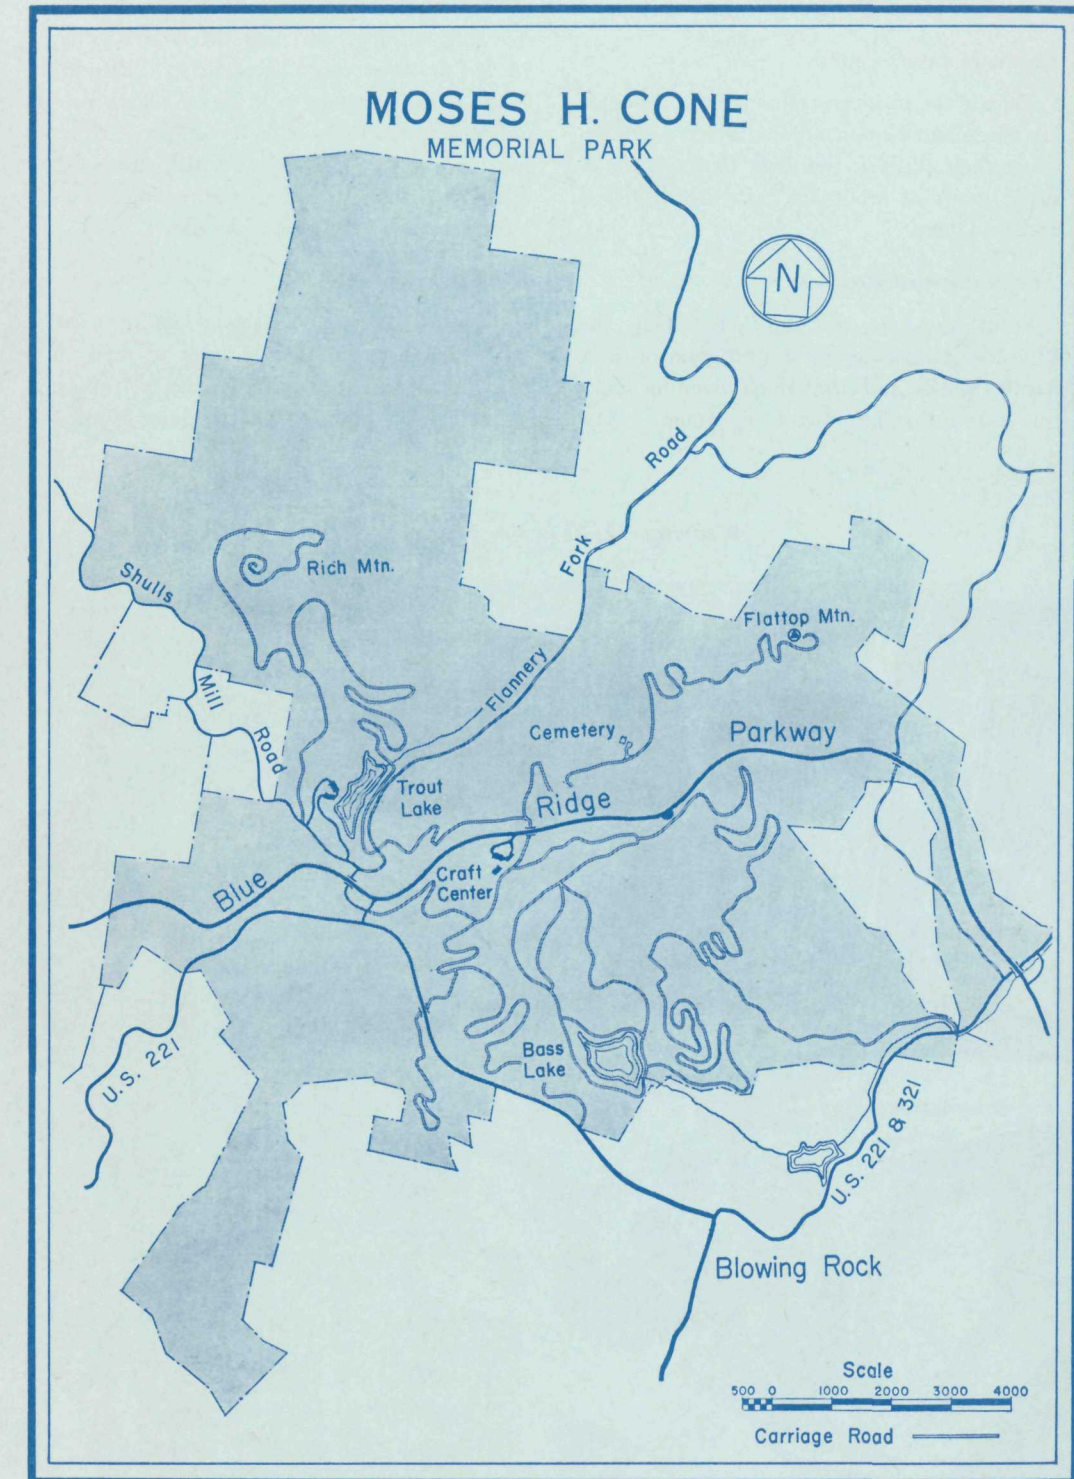 MOSES H. CONE
MEMORIAL PARK
N
Road
Fork
Flannery
Shulls
Mill
Road
Rich Mtn.
Flattop Mtn.
Cemetery
Parkway
Ridge
Blue
Trout
Lake
Craft
Center
Bass
Lake
U.S. 221
U.S. 221 & 321
Blowing Rock
Scale
500 0 1000 2000 3000 4000
Carriage Road